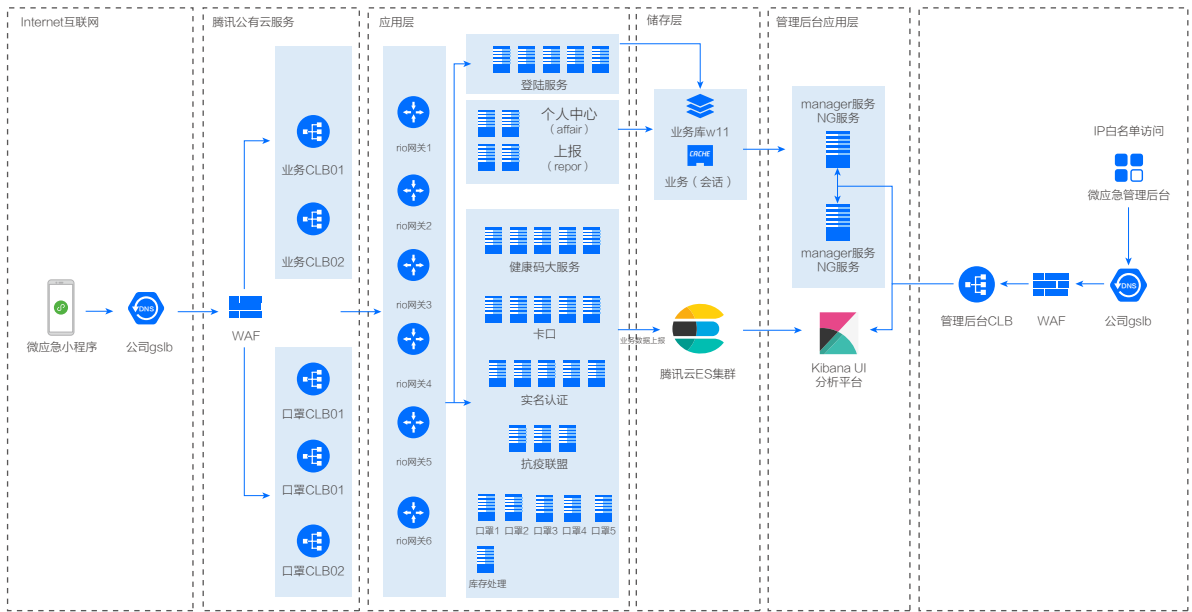 Internet互联网
微应急小程序
DNS
公司gslb
腾讯公有云服务
业务CLB01
业务CLB02
WAF
口罩CLB01
口罩CLB01
口罩CLB02
应用层
rio网关1
rio网关2
rio网关3
rio网关4
rio网关5
rio网关6
登陆服务
个人中心
（affair）
上报
（repor）
健康码大服务
卡口
实名认证
抗疫联盟
口罩1
口罩2
口罩3
口罩4
口罩5
库存处理
业务数据上报
储存层
业务库w11
CACHE
业务（会话）
腾讯云ES集群
管理后台应用层
manager服务
NG服务
manager服务
NG服务
Kibana UI
分析平台
IP白名单访问
微应急管理后台
管理后台CLB
WAF
DNS
公司gslb